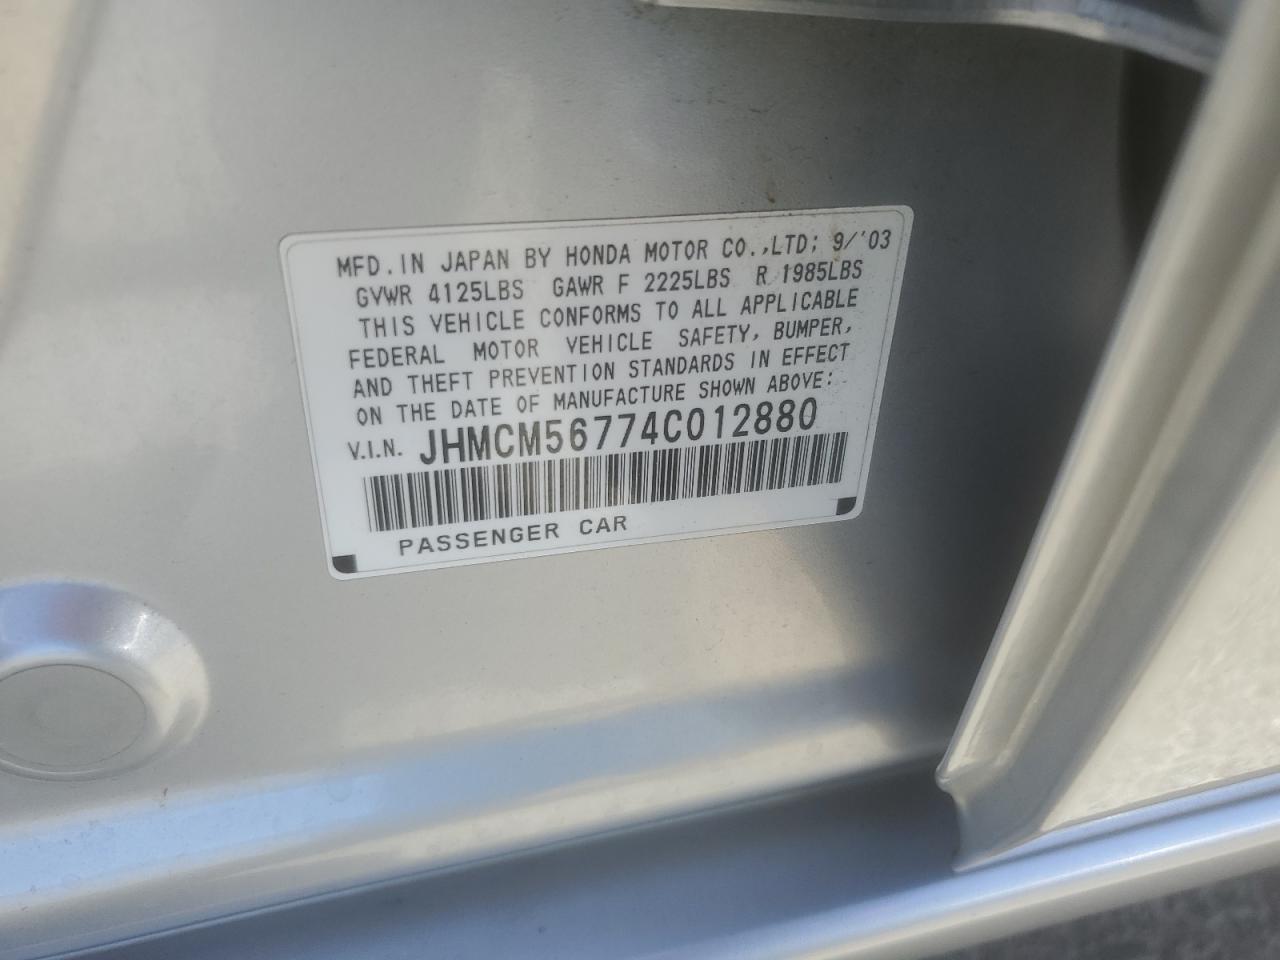 MFD. IN JAPAN BY HONDA MOTOR CO.,LTD; 9/'03
GVWR 4125LBS GAWR F 2225LBS R 1985LBS
THIS VEHICLE CONFORMS TO ALL APPLICABLE
FEDERAL MOTOR VEHICLE SAFETY, BUMPER,
AND THEFT PREVENTION STANDARDS IN EFFECT
ON THE DATE OF MANUFACTURE SHOWN ABOVE:
V.I.N. JHMCM56774C012880
PASSENGER CAR